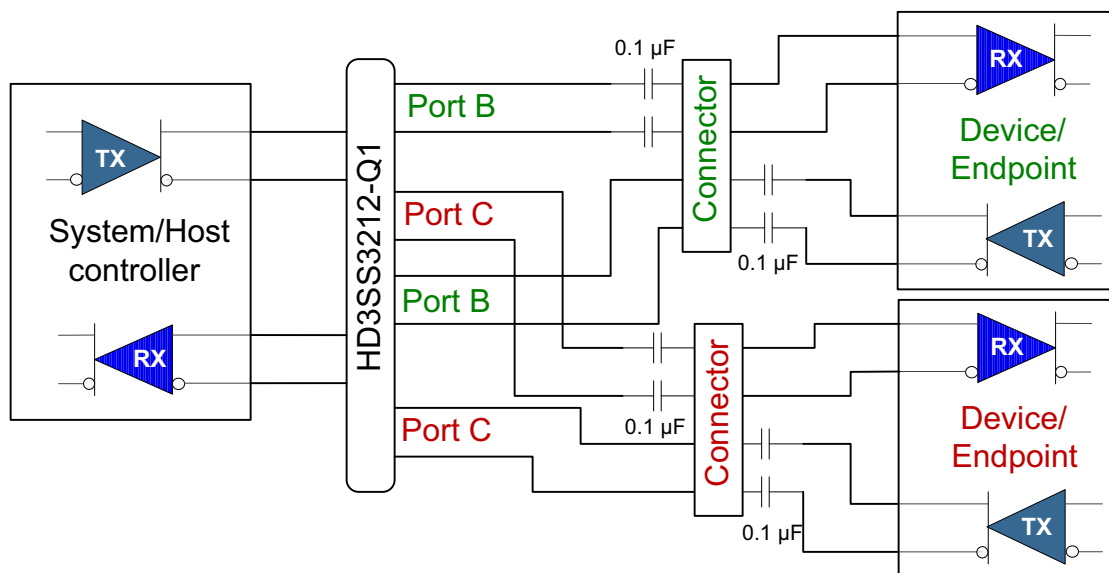 TX
System/Host
controller
RX
HD3SS3212-Q1
Port B
Port C
Port B
Port C
0.1 µF
Connector
0.1 µF
RX
Device/
Endpoint
TX
0.1 µF
Connector
0.1 µF
RX
Device/
Endpoint
TX